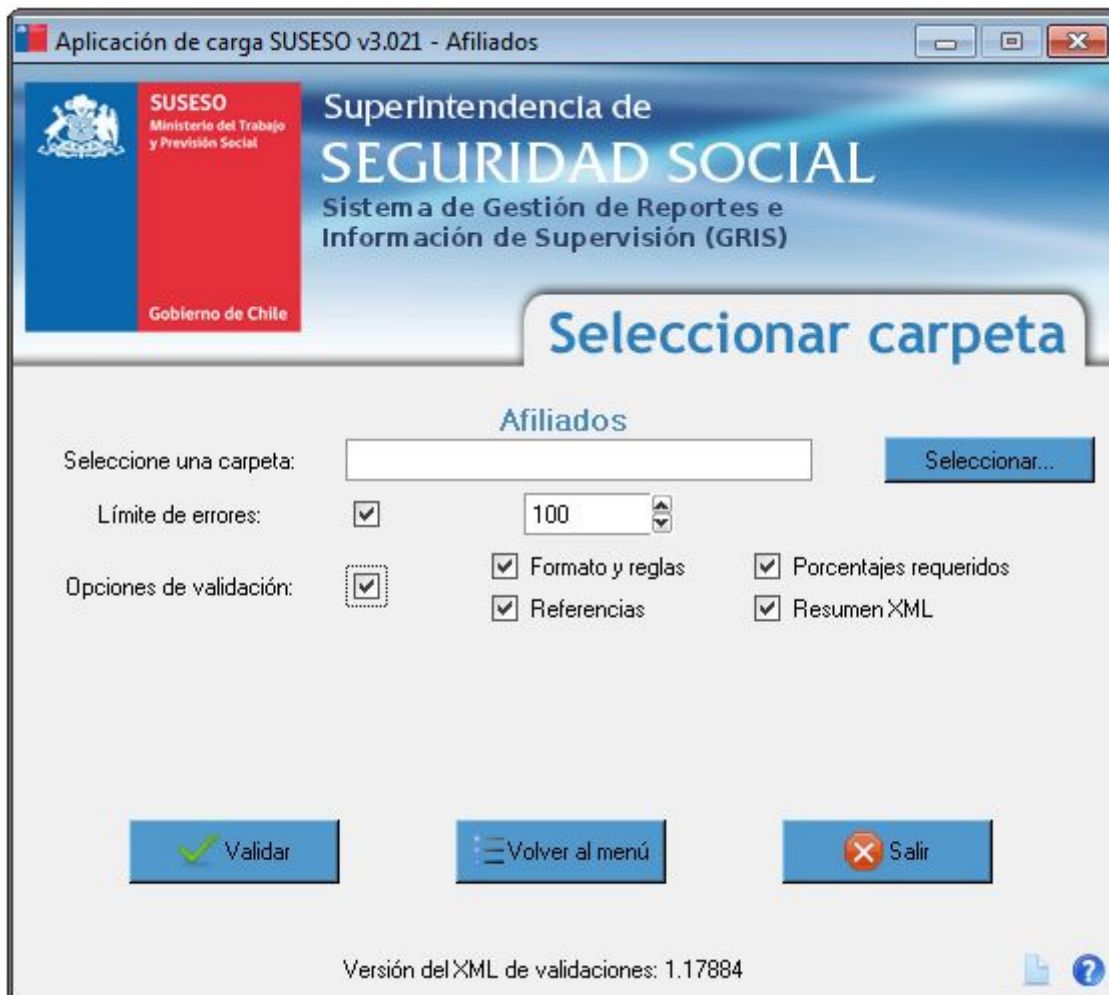 Aplicación de carga SUSESO v3.021 - Afiliados
SUSESO
Ministerio del Trabajo
y Previsión Social
Gobierno de Chile
Superintendencia de
SEGURIDAD SOCIAL
Sistema de Gestión de Reportes e
Información de Supervisión (GRIS)
Seleccionar carpeta
Afiliados
Seleccione una carpeta:
Seleccionar...
Límite de errores:
100
Opciones de validación:
Formato y reglas
Porcentajes requeridos
Referencias
Resumen XML
Validar
Volver al menú
Salir
Versión del XML de validaciones: 1.17884
?